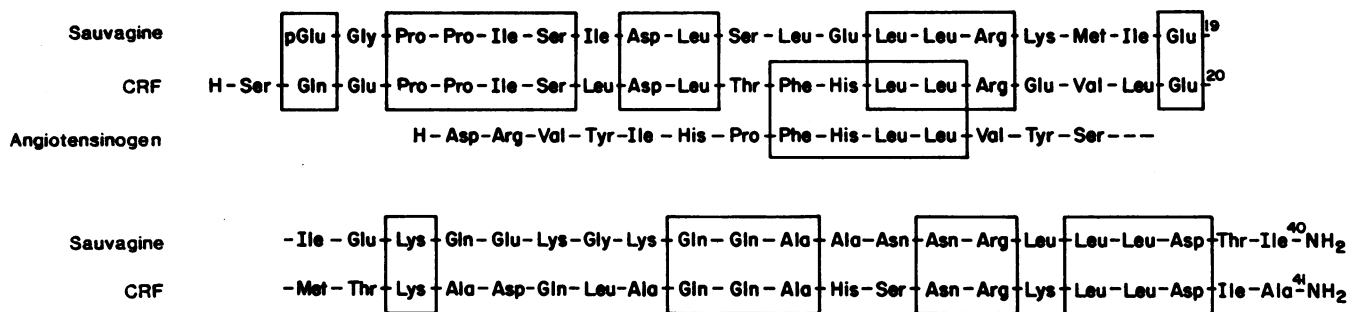 Sauvagine pGlu-Gly-Pro-Pro-Ile-Ser-Ile-Asp-Leu-Ser-Leu-Glu-Leu-Leu-Arg-Lys-Met-Ile-Glu-19
CRF H-Ser-Gln-Glu-Pro-Pro-Ile-Ser-Leu-Asp-Leu-Thr-Phe-His-Leu-Leu-Arg-Glu-Val-Leu-Glu-20
Angiotensinogen H-Asp-Arg-Val-Tyr-Ile-His-Pro-Phe-His-Leu-Leu-Val-Tyr-Ser---
Sauvagine -Ile-Glu-Lys-Gln-Glu-Lys-Gly-Lys-Gln-Gln-Ala-Ala-Asn-Asn-Arg-Leu-Leu-Leu-Asp-Thr-Ile-40NH2
CRF -Met-Thr-Lys-Ala-Asp-Gln-Leu-Ala-Gln-Gln-Ala-His-Ser-Asn-Arg-Lys-Leu-Leu-Asp-Ile-Ala-41NH2